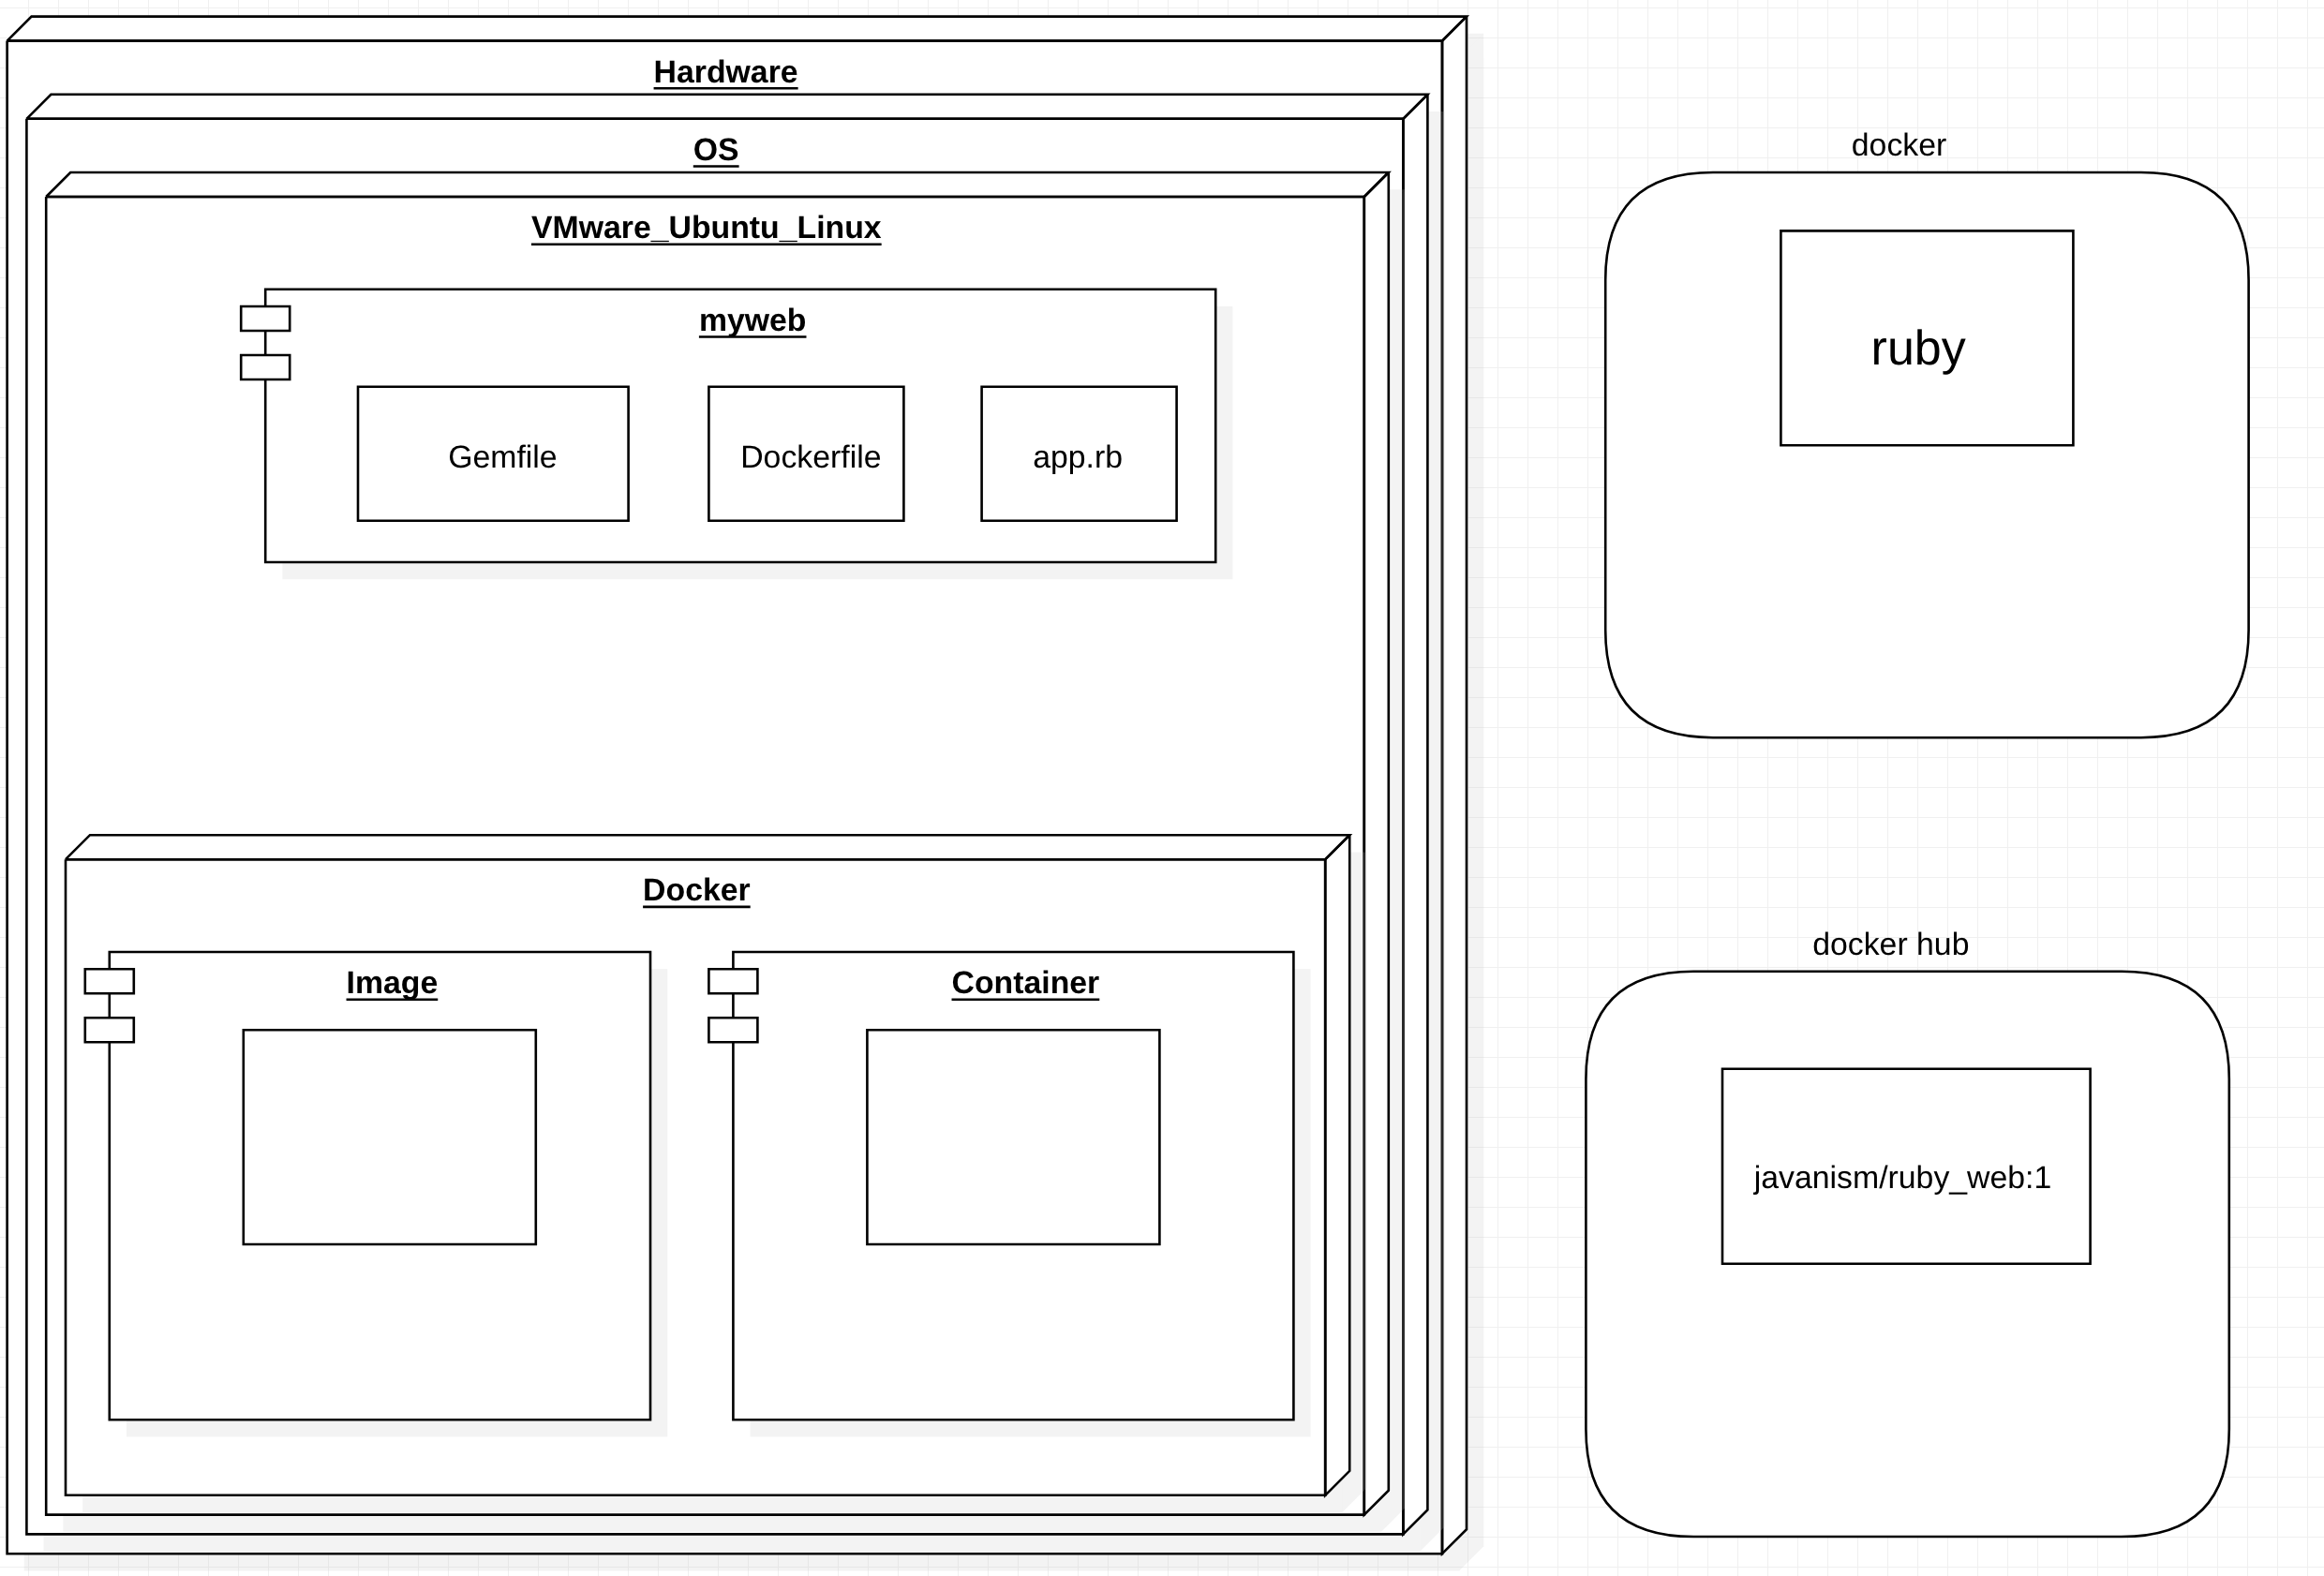 Hardware
OS
VMware_Ubuntu_Linux
myweb
Gemfile
Dockerfile
app.rb
Docker
Image
Container
docker
ruby
docker hub
javanism/ruby_web:1